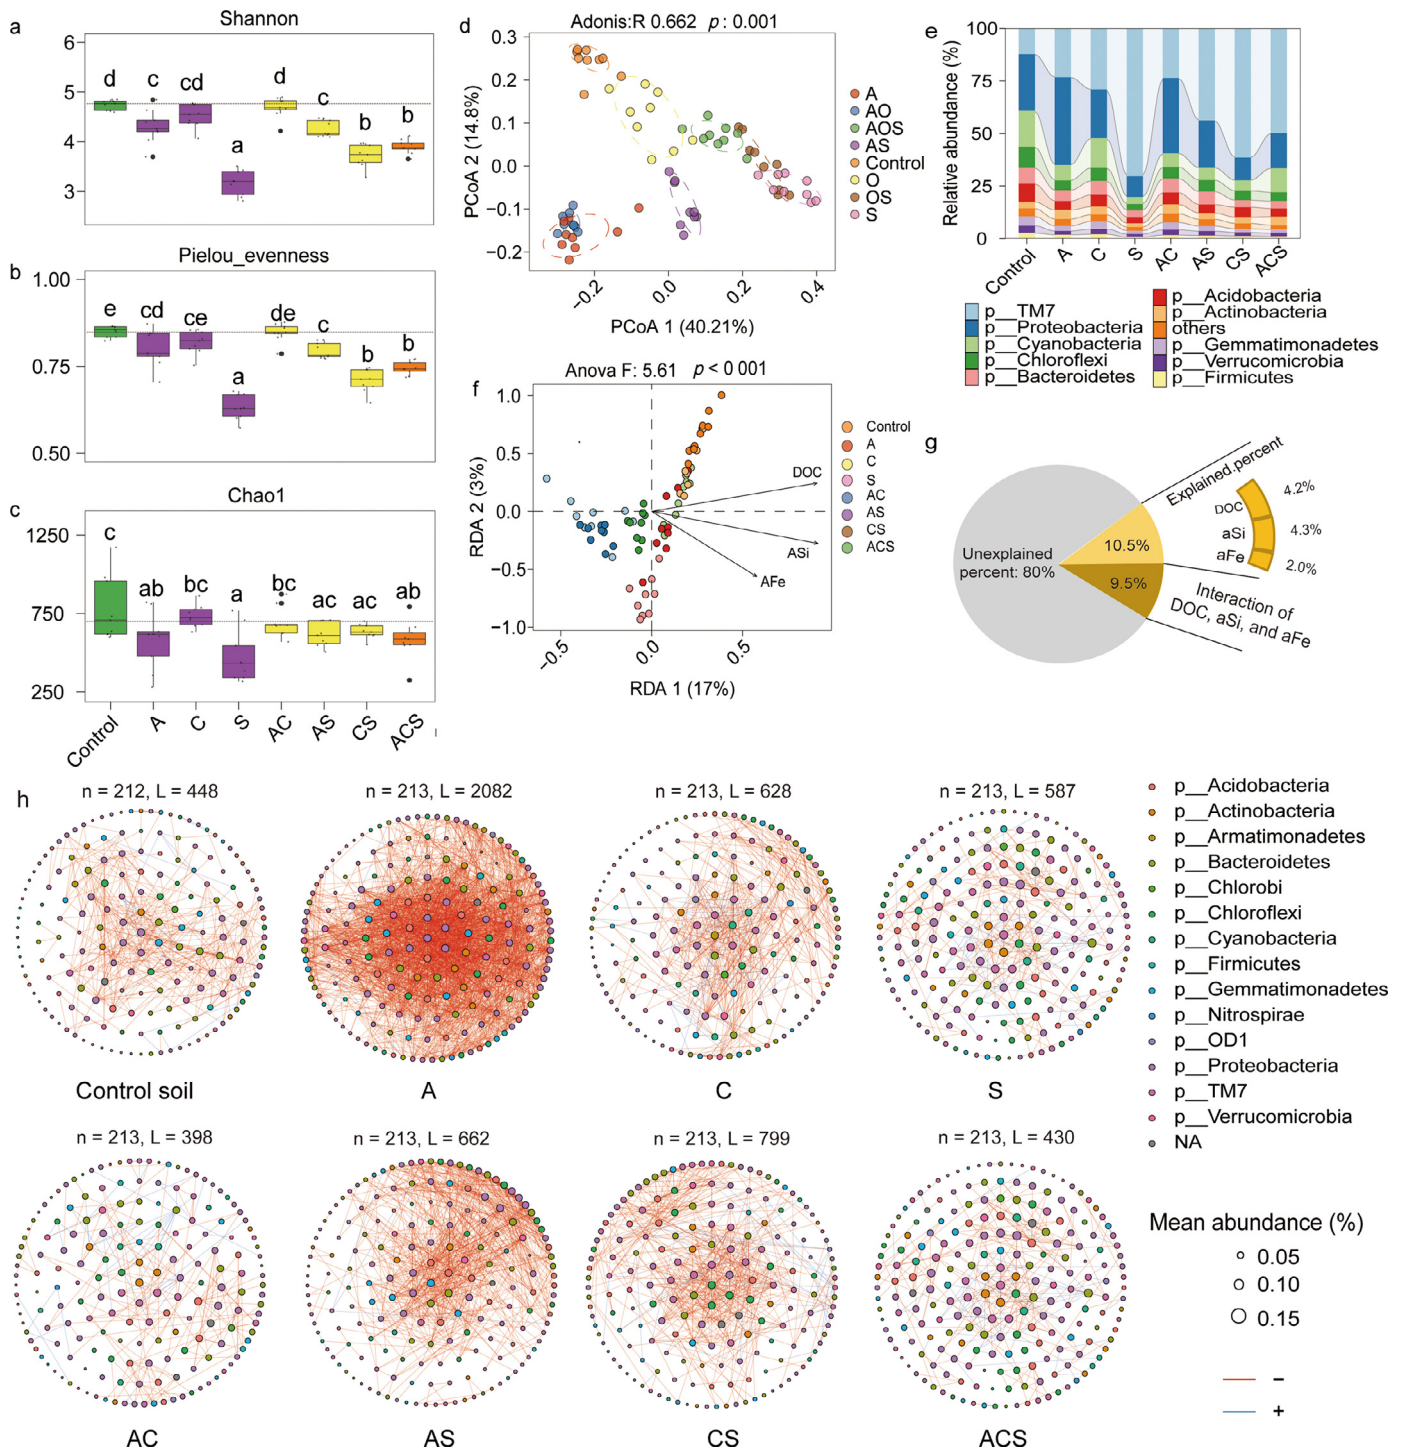 a
Shannon
6
5
4
3
d
c
cd
a
d
c
b
b
b
Pielou_evenness
1.00
0.75
0.50
e
cd
ce
a
de
c
b
b
c
Chao1
1250
750
250
c
ab
bc
a
bc
ac
ac
ab
Control
A
C
S
AC
AS
CS
ACS
d
Adonis:R 0.662 p : 0.001
PCoA 2 (14.8%)
0.3
0.2
0.1
0.0
−0.1
−0.2
−0.2
0.0
0.2
0.4
PCoA 1 (40.21%)
A
AO
AOS
AS
Control
O
OS
S
e
Relative abundance (%)
100
75
50
25
0
Control
A
C
S
AC
AS
CS
ACS
p__TM7
p__Proteobacteria
p__Cyanobacteria
p__Chloroflexi
p__Bacteroidetes
p__Acidobacteria
p__Actinobacteria
others
p__Gemmatimonadetes
p__Verrucomicrobia
p__Firmicutes
f
Anova F: 5.61 p < 0 001
RDA 2 (3%)
1.0
0.5
0.0
−0.5
−1.0
DOC
ASi
AFe
−0.5
0.0
0.5
RDA 1 (17%)
Control
A
C
S
AC
AS
CS
ACS
g
Unexplained
percent: 80%
10.5%
9.5%
Explained.percent
DOC
aSi
aFe
4.2%
4.3%
2.0%
Interaction of
DOC, aSi, and aFe
h
n = 212, L = 448
n = 213, L = 2082
n = 213, L = 628
n = 213, L = 587
Control soil
A
C
S
n = 213, L = 398
n = 213, L = 662
n = 213, L = 799
n = 213, L = 430
AC
AS
CS
ACS
p__Acidobacteria
p__Actinobacteria
p__Armatimonadetes
p__Bacteroidetes
p__Chlorobi
p__Chloroflexi
p__Cyanobacteria
p__Firmicutes
p__Gemmatimonadetes
p__Nitrospirae
p__OD1
p__Proteobacteria
p__TM7
p__Verrucomicrobia
NA
Mean abundance (%)
0.05
0.10
0.15
−
+